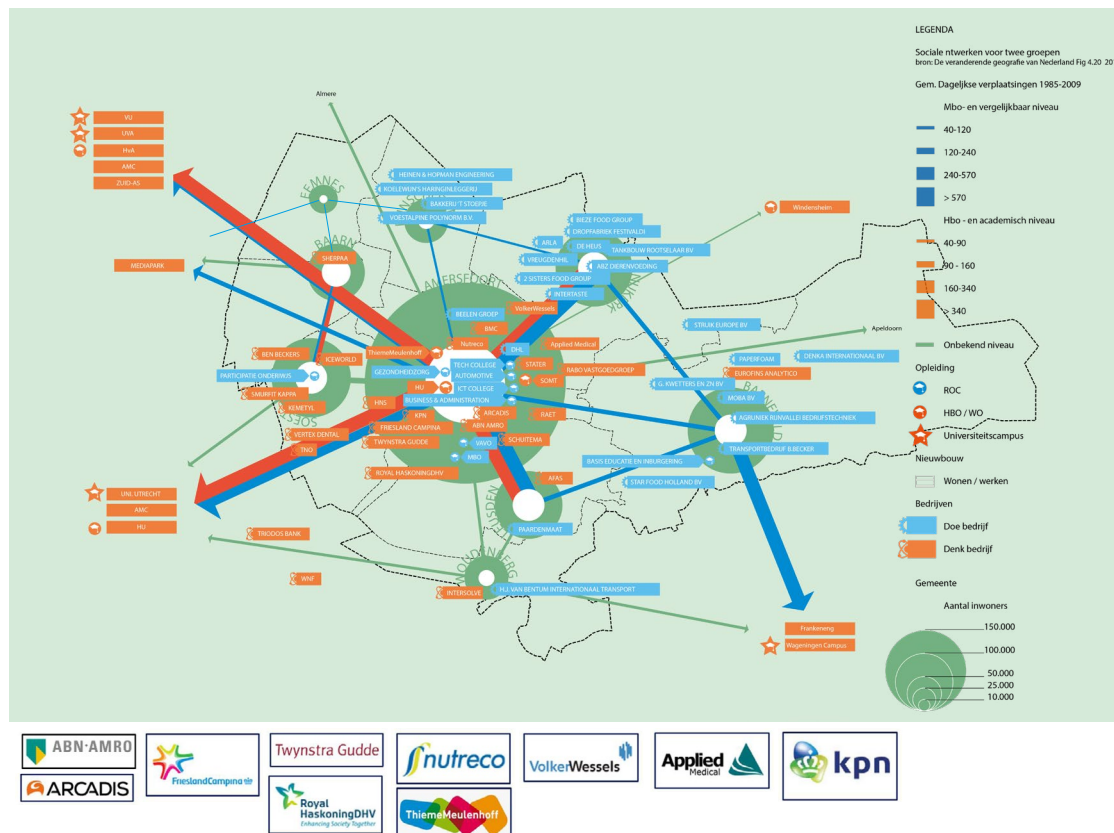 LEGENDA
Sociale ntwerken voor twee groepen
bron: De veranderende geografie van Nederland Fig 4.20 20
Gem. Dagelijkse verplaatsingen 1985-2009
Mbo- en vergelijkbaar niveau
40-120
120-240
240-570
> 570
Hbo - en academisch niveau
40-90
90 - 160
160-340
> 340
Onbekend niveau
Opleiding
ROC
HBO / WO
Universiteitscampus
Nieuwbouw
Wonen / werken
Bedrijven
Doe bedrijf
Denk bedrijf
Gemeente
Aantal inwoners
150.000
100.000
50.000
25.000
10.000
Almere
VU
UVA
HvA
AMC
ZUID-AS
MEDIAPARK
EEMNES
BAARN
SHERPAA
HEINEN & HOPMAN ENGINEERING
KOELEWIJN'S HARINGINLEGGERIJ
BAKKERIJ 'T STOEPJE
VOESTALPINE POLYNORM B.V.
BIEZE FOOD GROUP
DROPFABRIEK FESTIVALDI
ARLA
DE HEUS
TANKBOUW ROOTSELAAR BV
VREUGDENHIL
ABZ DIERENVOEDING
2 SISTERS FOOD GROUP
INTERTASTE
Windensheim
AMERSFOORT
BEELEN GROEP
VolkerWessels
BMC
Nutreco
DHL
Applied Medical
ThiemeMeulenhoff
STATER
GEZONDHEIDZORG
TECH COLLEGE
AUTOMOTIVE
RABO VASTGOEDGROEP
SOMT
HU
ICT COLLEGE
BUSINESS & ADMINISTRATION
HNS
KPN
ARCADIS
RAET
FRIESLAND CAMPINA
ABN AMRO
TWYNSTRA GUDDE
VAVO
SCHUITEMA
MBO
ROYAL HASKONINGDHV
AFAS
BEN BECKERS
ICEWORLD
PARTICIPATIE ONDERWIJS
SMURFIT KAPPA
KEMETYL
SOEST
VERTEX DENTAL
TNO
STRUIK EUROPE BV
Apeldoorn
PAPERFOAM
DENKA INTERNATIONAL BV
EUROFINS ANALYTICO
G. KWETTERS EN ZN BV
MOBA BV
BARNEVELD
AGRUNIEK RIJNVALLEI BEDRIJFSTECHNIEK
TRANSPORTBEDRIJF B.BECKER
BASIS EDUCATIE EN INBURGERING
STAR FOOD HOLLAND BV
LEUSDEN
PAARDENMAAT
UNI. UTRECHT
AMC
HU
TRIODOS BANK
WNF
WOUDENBERG
INTERSOLVE
H.J. VAN BENTUM INTERNATIONAAL TRANSPORT
Frankeneng
Wageningen Campus
ABN·AMRO
ARCADIS
FrieslandCampina
Twynstra Gudde
Royal
HaskoningDHV
Enhancing Society Together
nutreco
ThiemeMeulenhoff
VolkerWessels
Applied
Medical
kpn